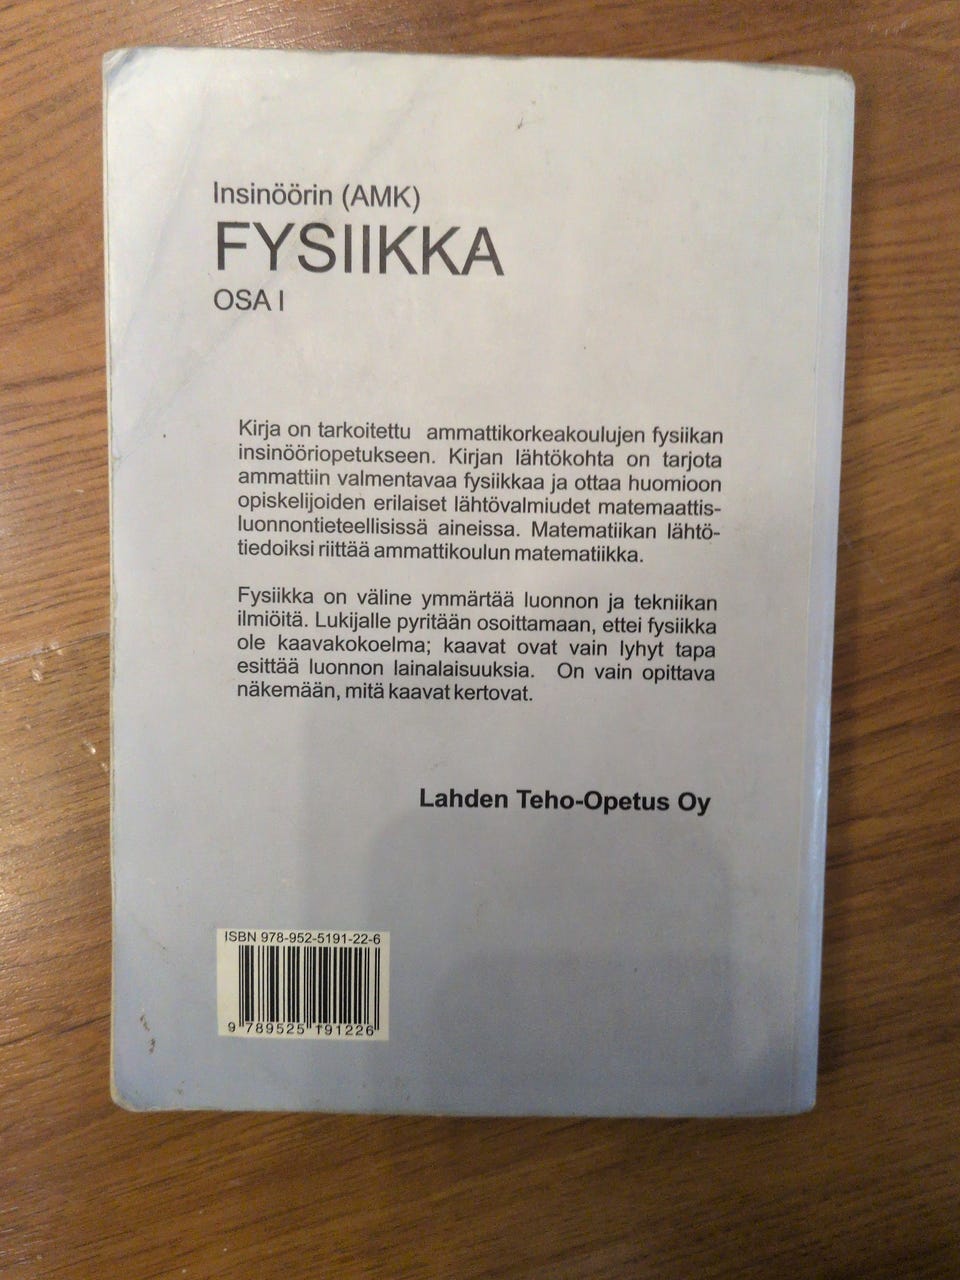 Insinöörin (AMK)
FYSIIKKA
OSA I
Kirja on tarkoitettu ammattikorkeakoulujen fysiikan
insinööriopetukseen. Kirjan lähtökohta on tarjota
ammattiin valmentavaa fysiikkaa ja ottaa huomioon
opiskelijoiden erilaiset lähtövalmiudet matemaattis-
luonnontieteellisissä aineissa. Matematiikan lähtö-
tiedoiksi riittää ammattikoulun matematiikka.
Fysiikka on väline ymmärtää luonnon ja tekniikan
ilmiöitä. Lukijalle pyritään osoittamaan, ettei fysiikka
ole kaavakokoelma; kaavat ovat vain lyhyt tapa
esittää luonnon lainalaisuuksia. On vain opittava
näkemään, mitä kaavat kertovat.
Lahden Teho-Opetus Oy
ISBN 978-952-5191-22-6
9 789525 191226